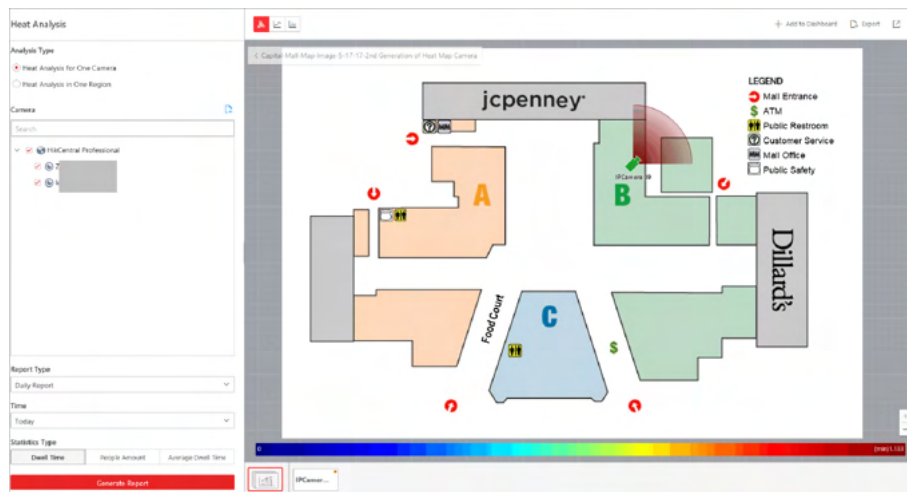 Heat Analysis
Add to Dashboard
Export
Analysis Type
Heat Analysis for One Camera
Heat Analysis in One Region
Camera
Search
HikCentral Professional
Report Type
Daily Report
Time
Today
Statistics Type
Dwell Time
People Amount
Average Dwell Time
Generate Report
< Capital-Mall-Map-Image-5-17-17-2nd Generation of Heat Map Camera
jcpenney
LEGEND
Mall Entrance
$ ATM
Public Restroom
Customer Service
Mall Office
Public Safety
A
B
Dillard's
Food Court
C
$
0
IPCamer...